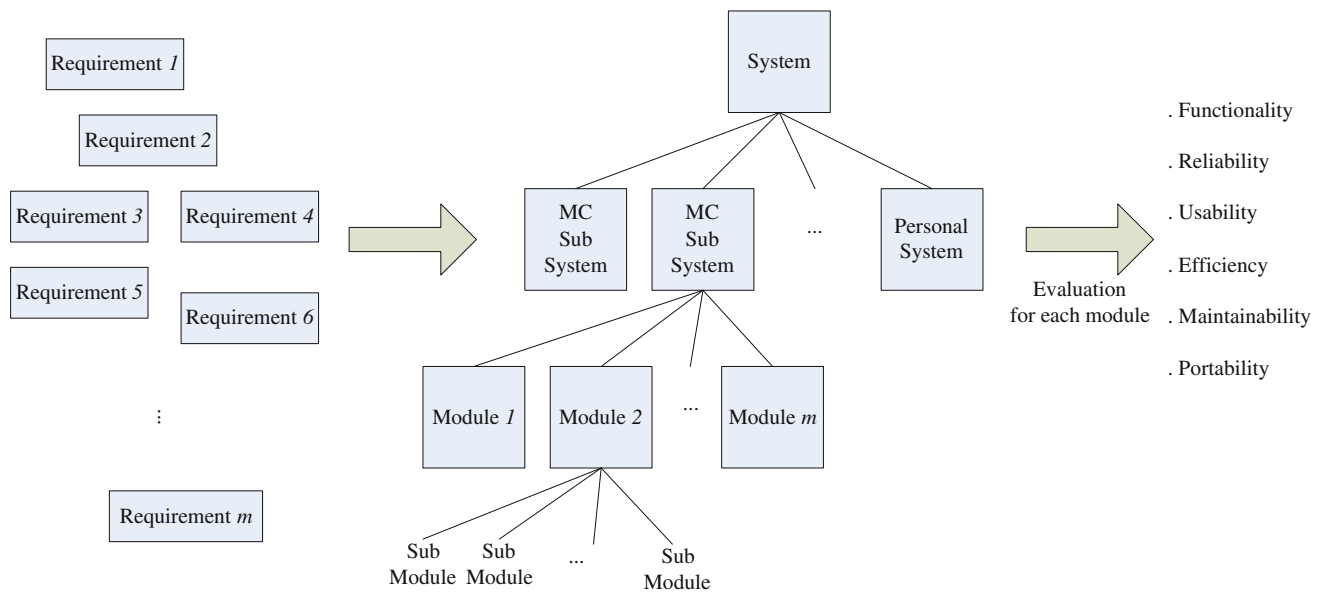 Requirement 1
Requirement 2
Requirement 3
Requirement 4
Requirement 5
Requirement 6
⋮
Requirement m
System
MC
Sub
System
MC
Sub
System
...
Personal
System
Module 1
Module 2
...
Module m
Sub
Module
Sub
Module
...
Sub
Module
Evaluation
for each module
. Functionality
. Reliability
. Usability
. Efficiency
. Maintainability
. Portability